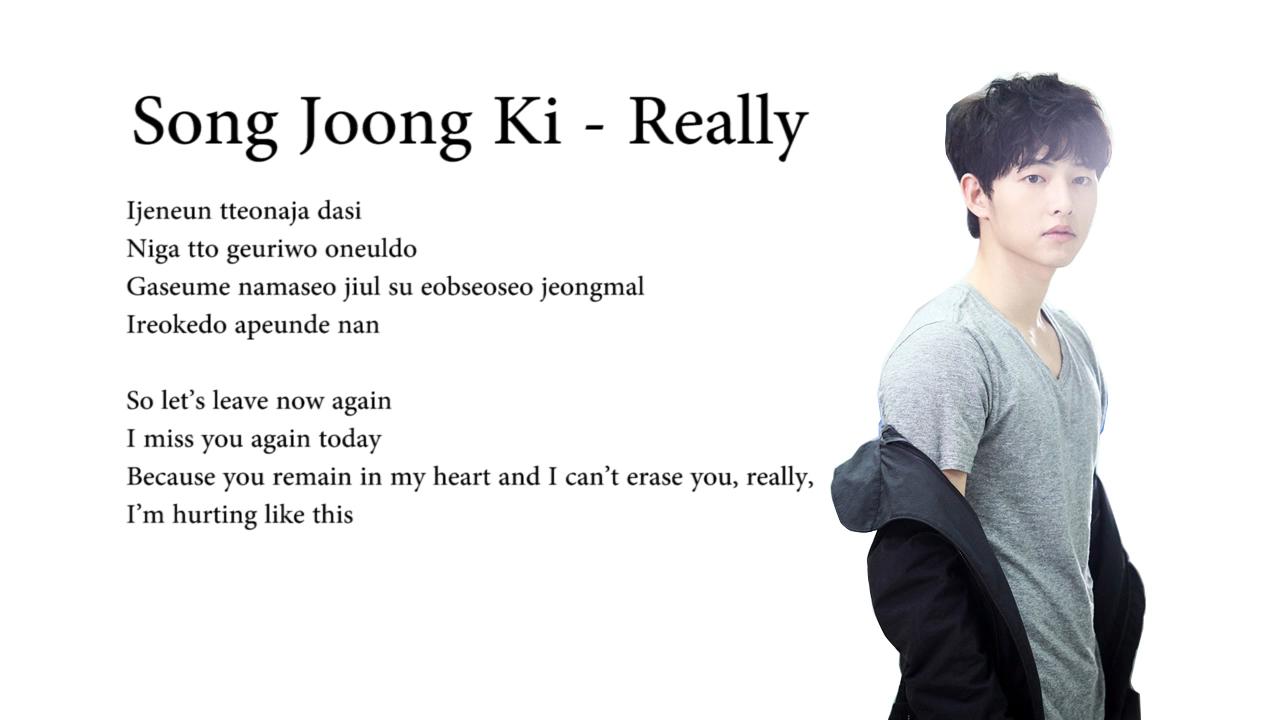 Song Joong Ki - Really
Ijeneun tteonaja dasi
Niga tto geuriwo oneuldo
Gaseume namaseo jiul su eobseoseo jeongmal
Ireokedo apeunde nan
So let’s leave now again
I miss you again today
Because you remain in my heart and I can’t erase you, really,
I’m hurting like this